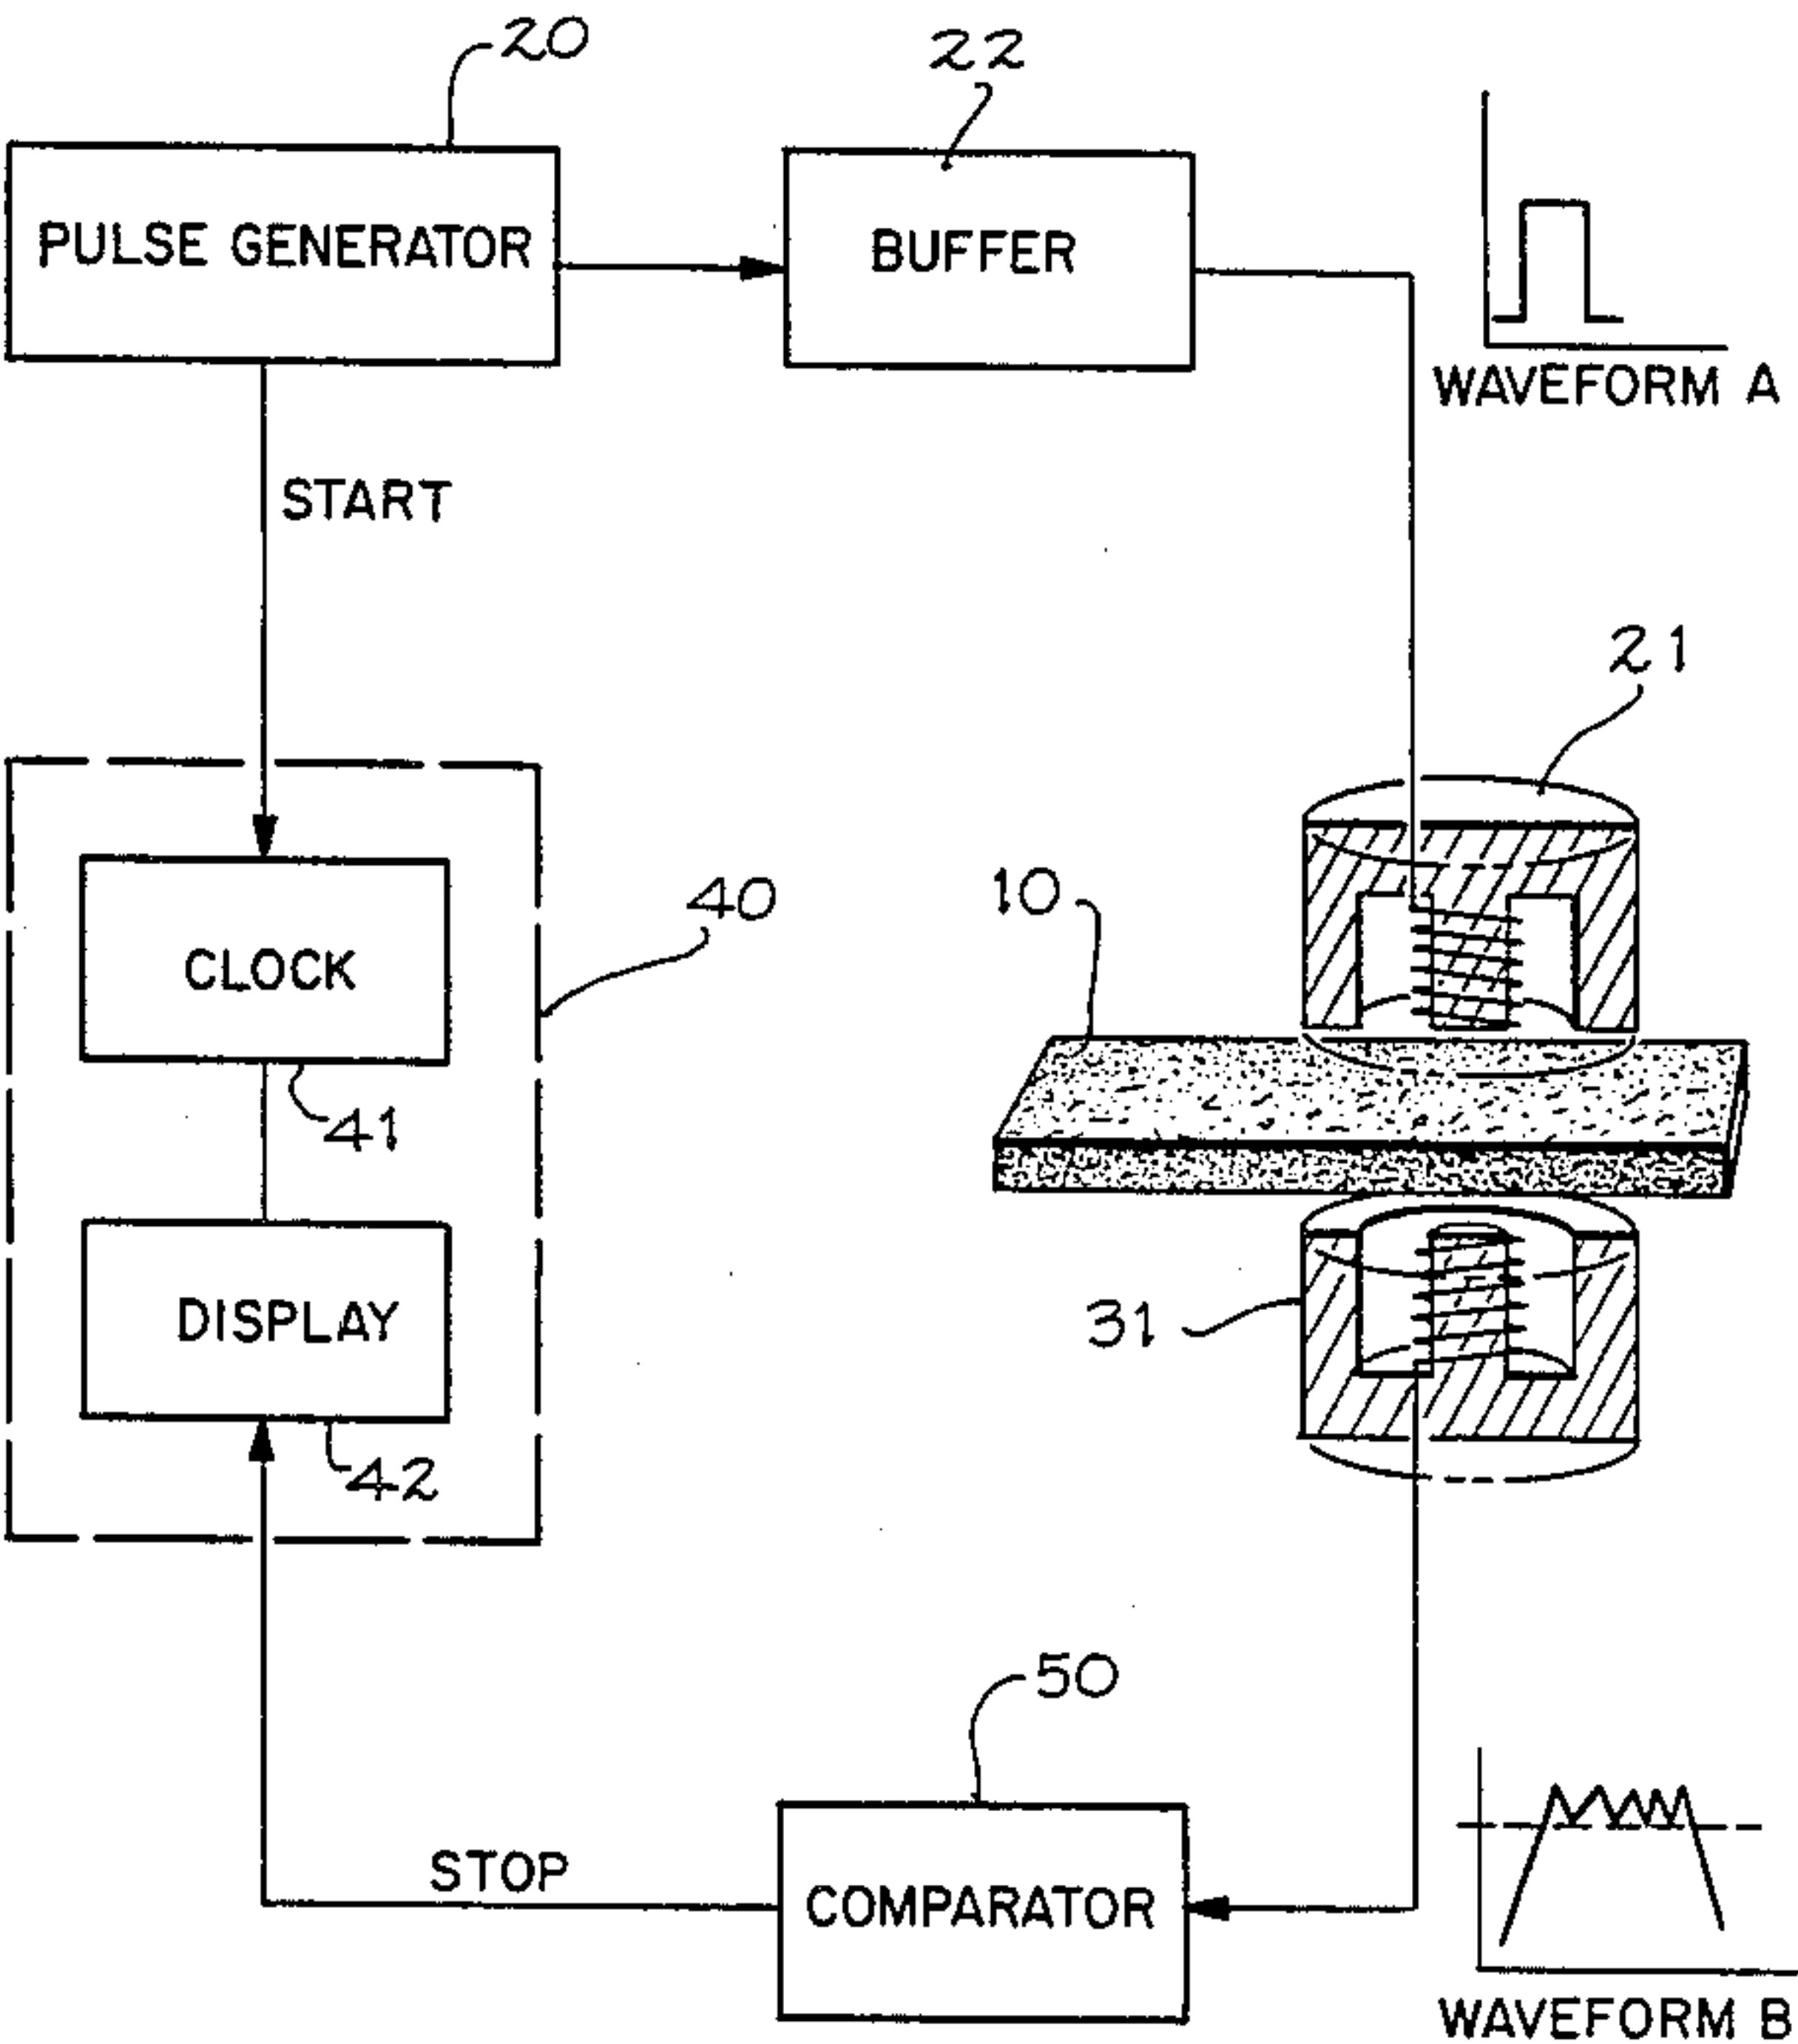 20
22
PULSE GENERATOR
BUFFER
WAVEFORM A
START
21
10
40
CLOCK
41
31
DISPLAY
42
50
STOP
COMPARATOR
WAVEFORM B